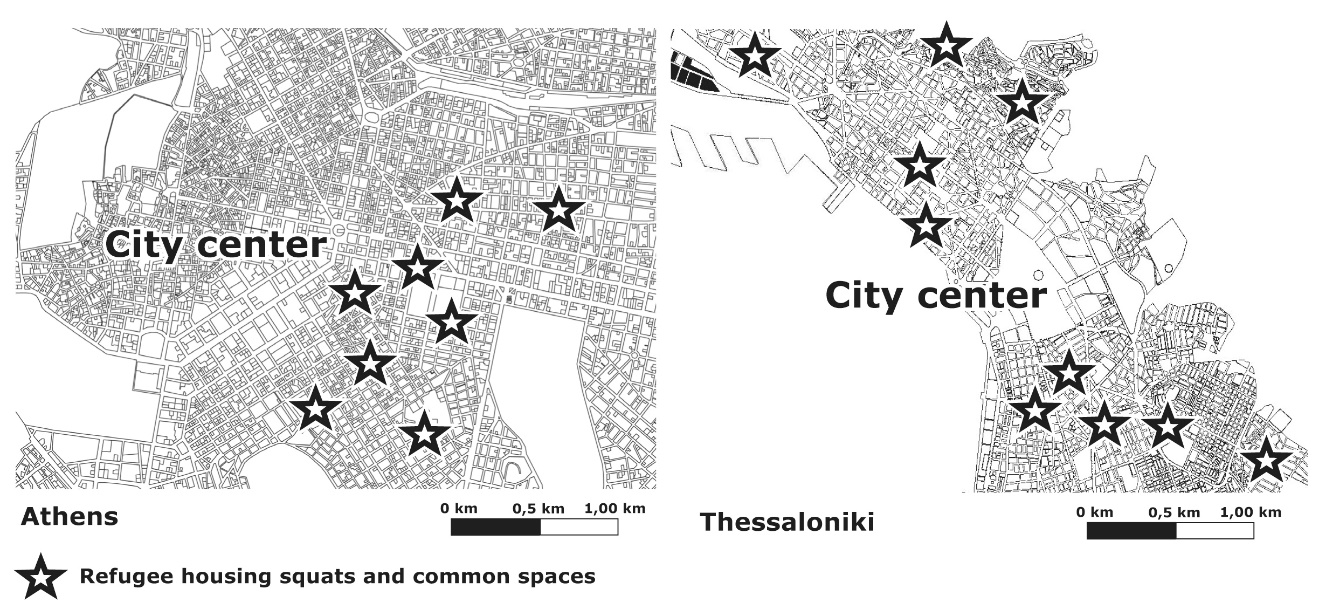 City center
City center
Athens
0 km 0,5 km 1,00 km
Thessaloniki
0 km 0,5 km 1,00 km
Refugee housing squats and common spaces